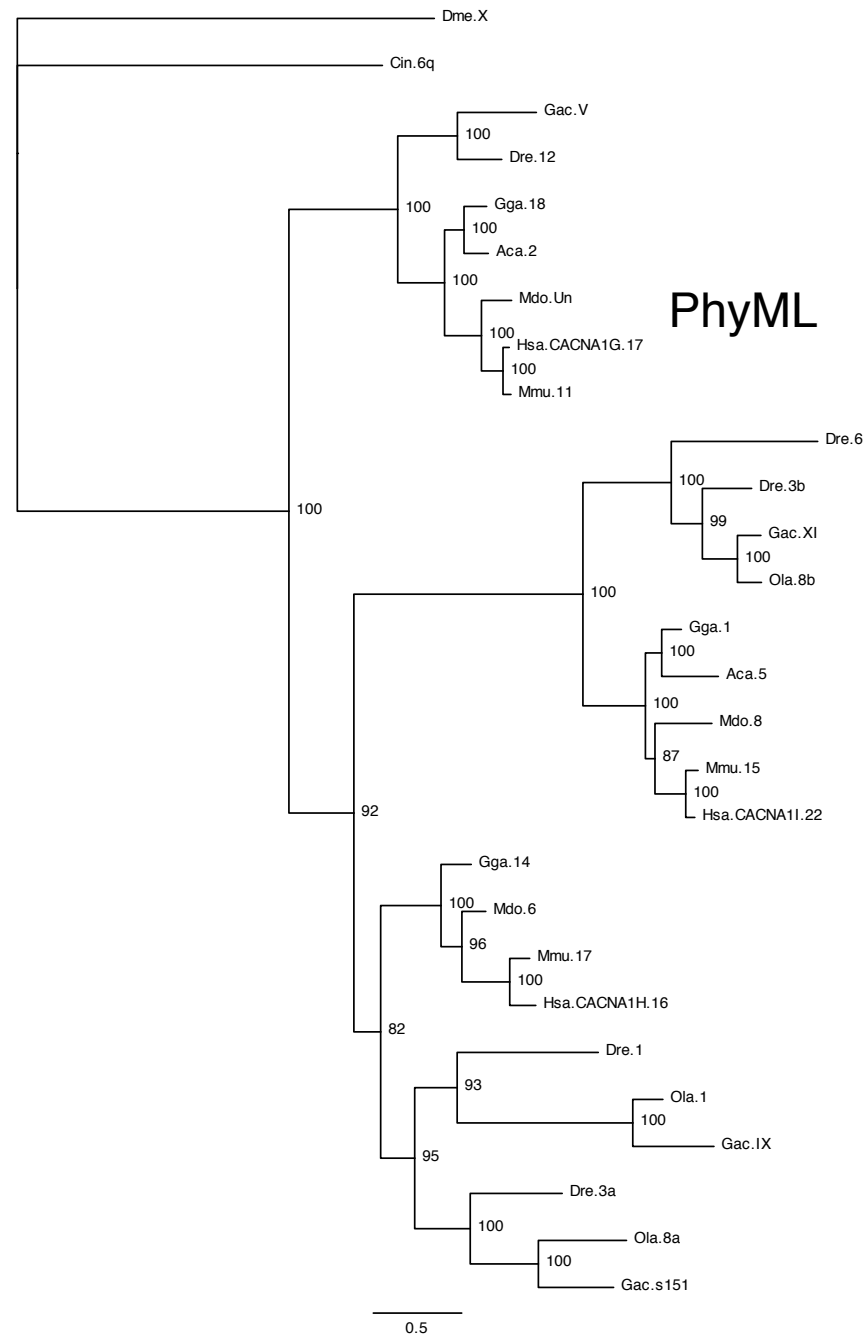 Dme.X
Cin.6q
Gac.V
100
Dre.12
Gga.18
100
100
Aca.2
100
Mdo.Un
PhyML
100
Hsa.CACNA1G.17
100
Mmu.11
Dre.6
100
Dre.3b
100
99
Gac.XI
100
Ola.8b
100
Gga.1
100
Aca.5
100
Mdo.8
87
Mmu.15
100
92
Hsa.CACNA1I.22
Gga.14
100
Mdo.6
96
Mmu.17
100
Hsa.CACNA1H.16
82
Dre.1
93
Ola.1
100
Gac.IX
95
Dre.3a
100
Ola.8a
100
Gac.s151
0.5